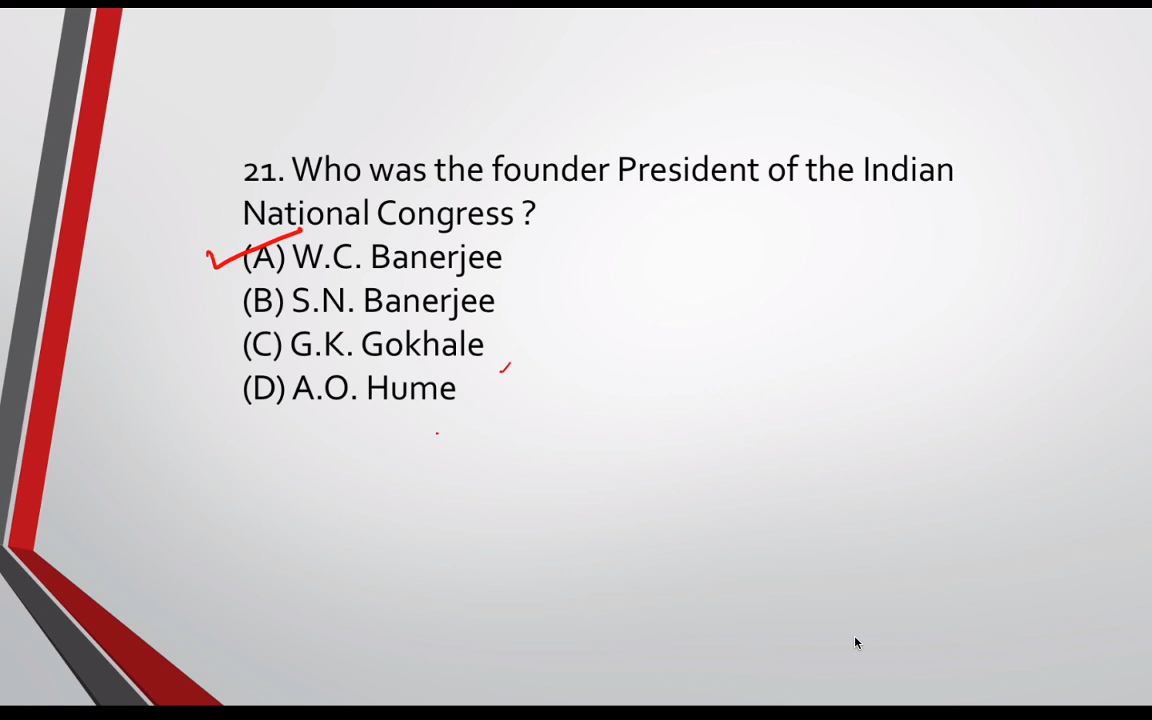 21. Who was the founder President of the Indian
National Congress ?
(A) W.C. Banerjee
(B) S.N. Banerjee
(C) G.K. Gokhale
(D) A.O. Hume